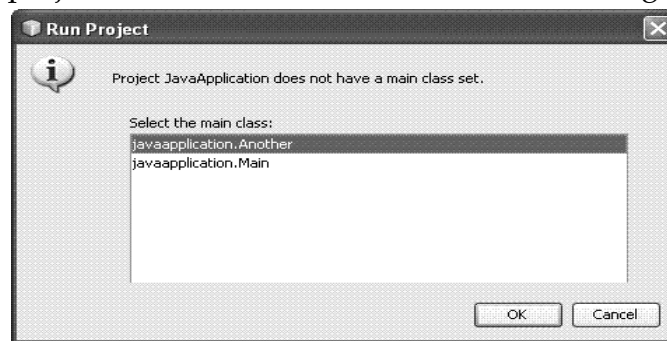 Run Project
Project JavaApplication does not have a main class set.
Select the main class:
javaapplication.Another
javaapplication.Main
OK Cancel